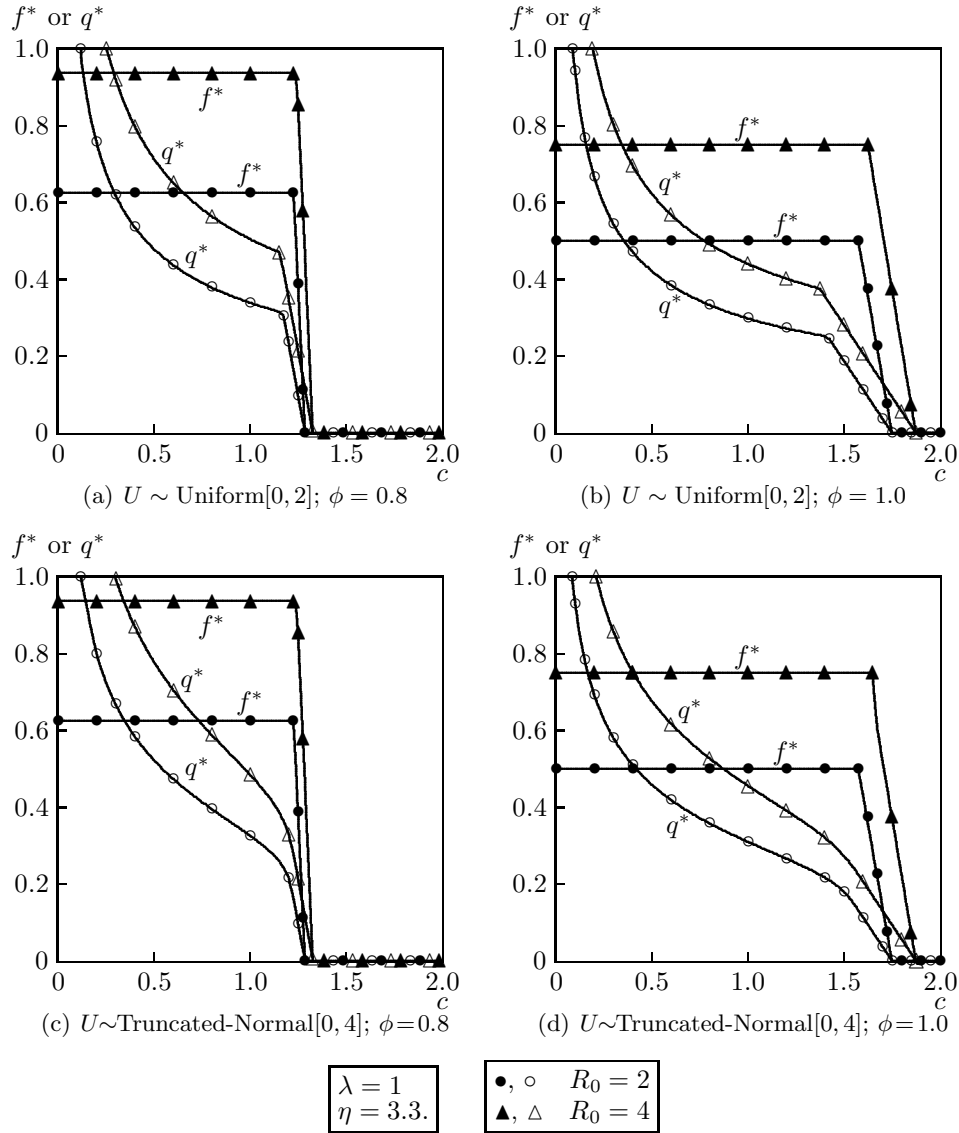 f* or q*
1.0
0.8
0.6
0.4
0.2
0
f*
q*
f*
q*
0
0.5
1.0
1.5
2.0
c
(a) U ∼ Uniform[0, 2]; ϕ = 0.8
f* or q*
1.0
0.8
0.6
0.4
0.2
0
f*
q*
f*
q*
0
0.5
1.0
1.5
2.0
c
(b) U ∼ Uniform[0, 2]; ϕ = 1.0
f* or q*
1.0
0.8
0.6
0.4
0.2
0
f*
q*
f*
q*
0
0.5
1.0
1.5
2.0
c
(c) U∼Truncated-Normal[0, 4]; ϕ=0.8
f* or q*
1.0
0.8
0.6
0.4
0.2
0
f*
q*
f*
q*
0
0.5
1.0
1.5
2.0
c
(d) U∼Truncated-Normal[0, 4]; ϕ=1.0
λ = 1
η = 3.3.
●, ○ R₀ = 2
▲, △ R₀ = 4